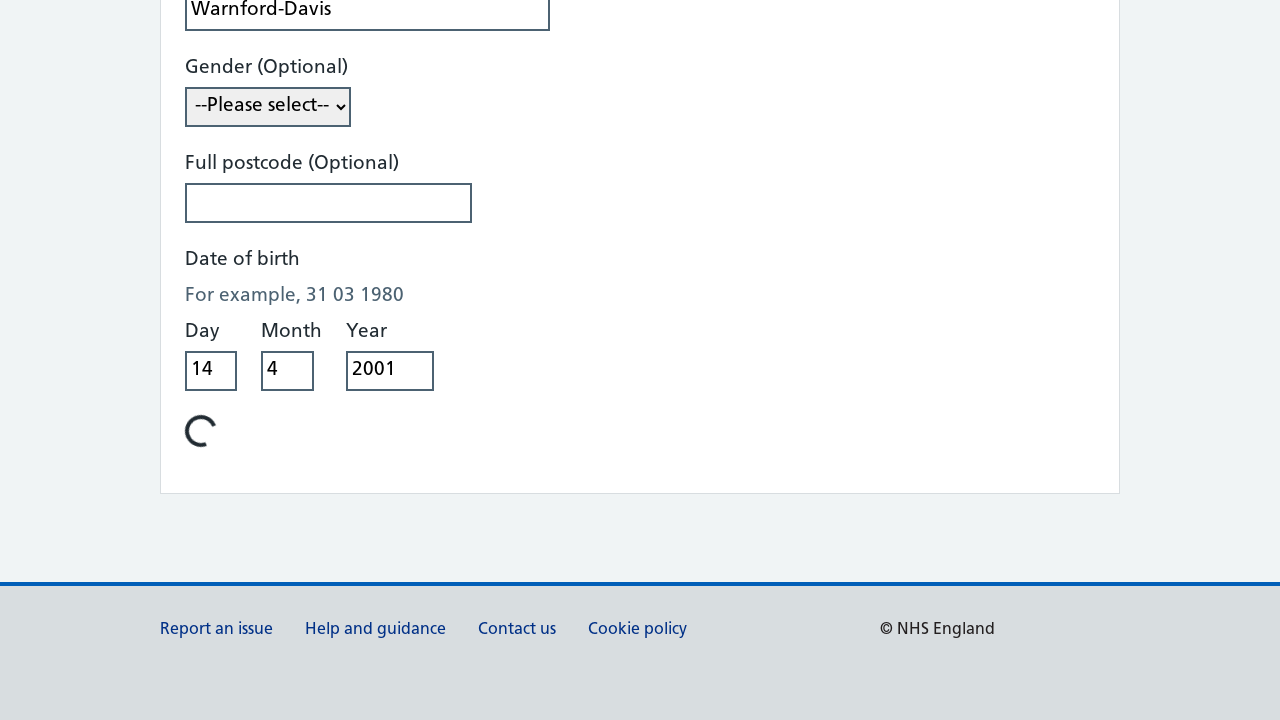 Warnford-Davis
Gender (Optional)
--Please select--
Full postcode (Optional)
Date of birth
For example, 31 03 1980
Day Month Year
14 4 2001
Report an issue Help and guidance Contact us Cookie policy © NHS England